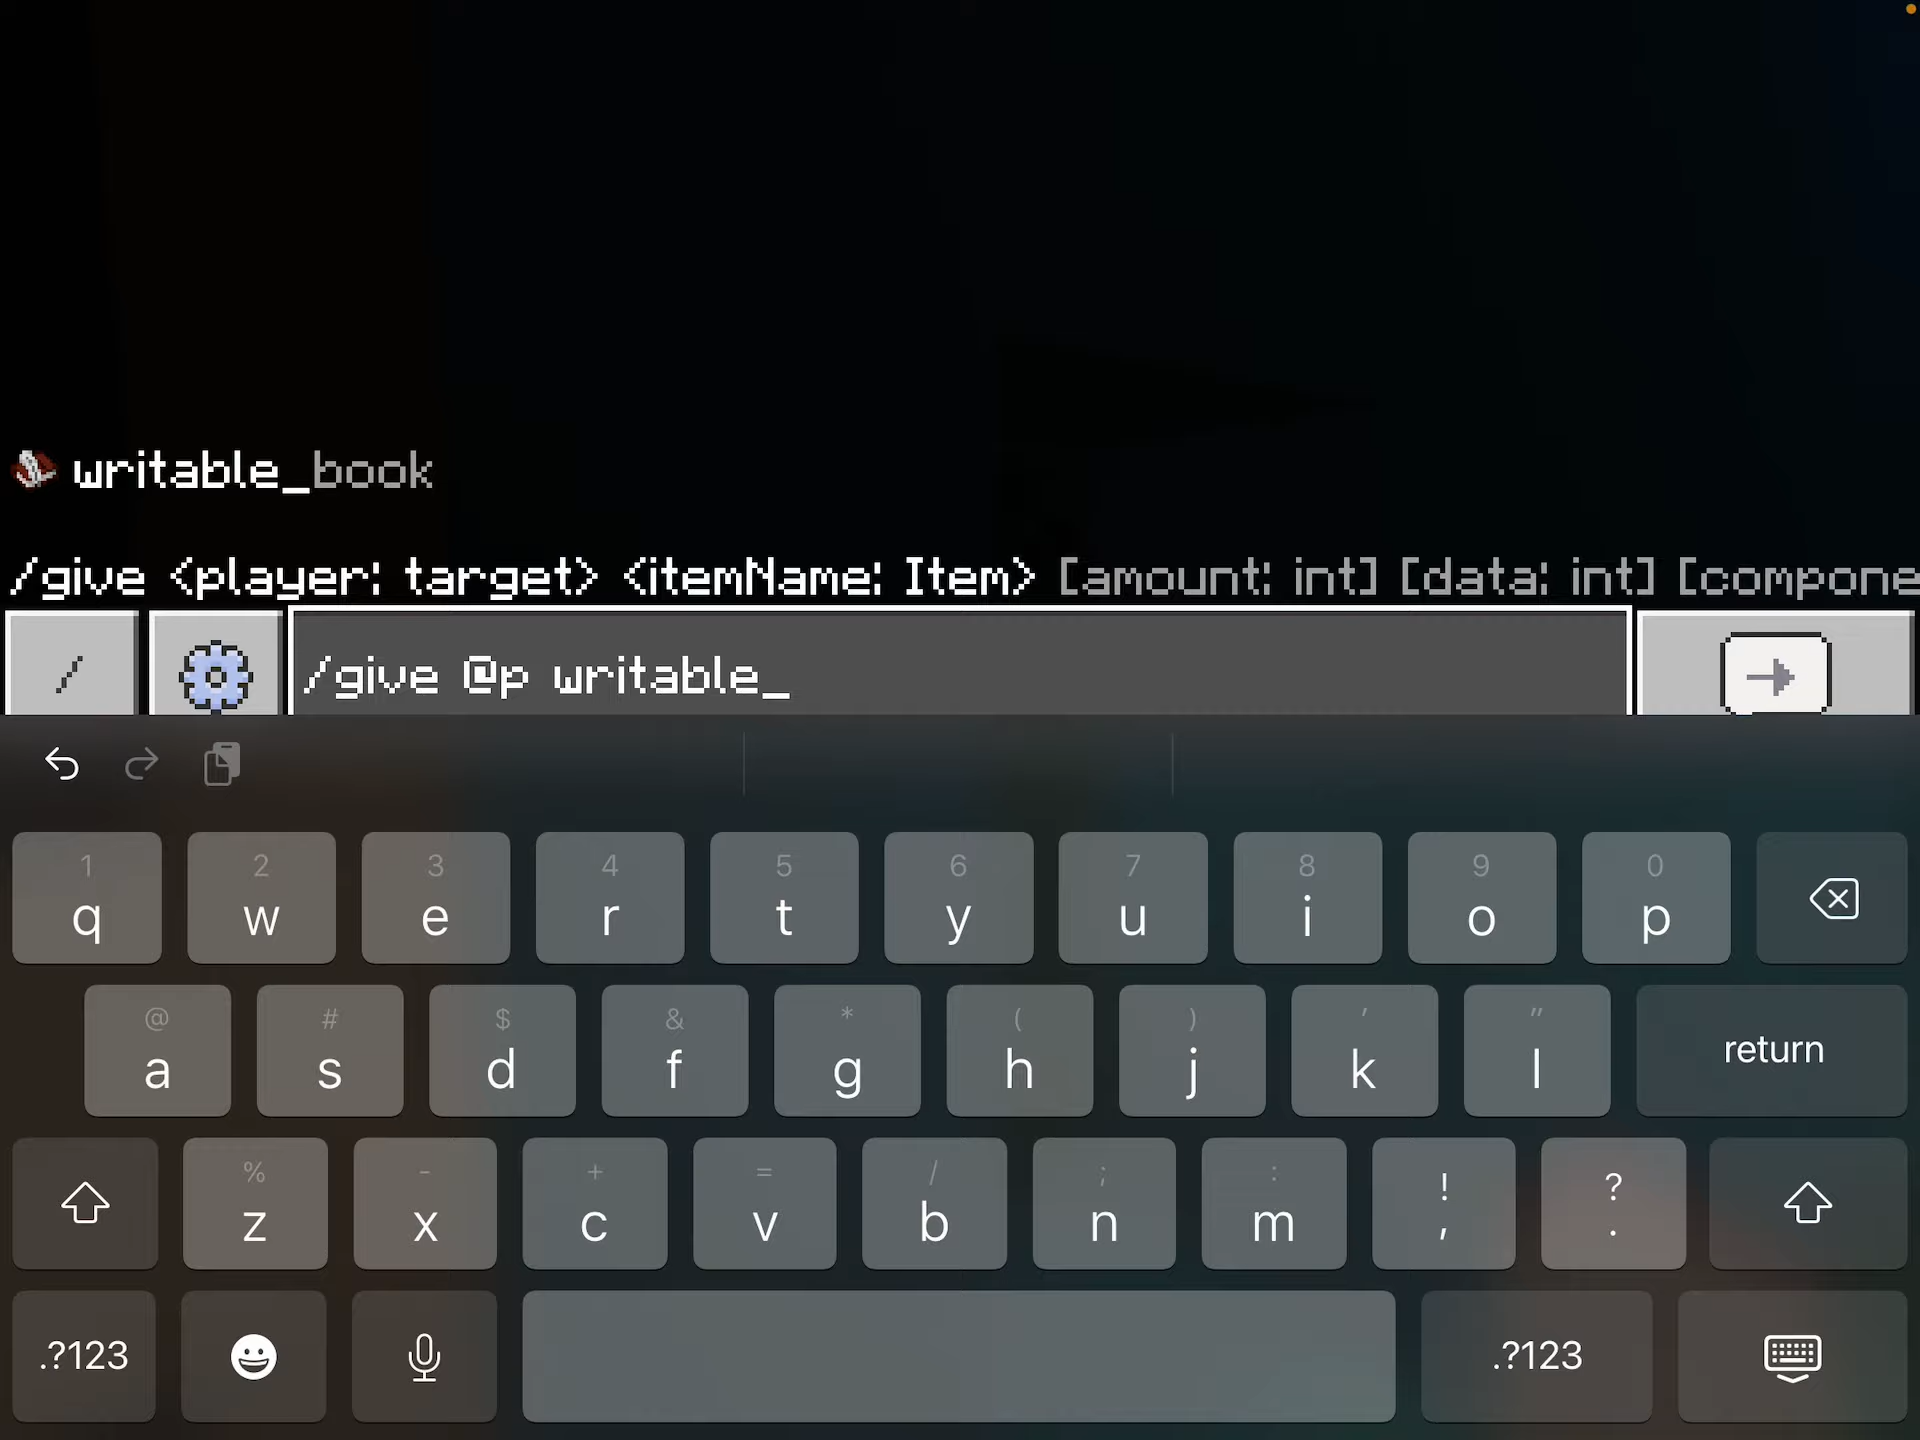 writable_book
/give <player: target> <itemName: Item> [amount: int] [data: int] [compone
/ /give @p writable_
1 2 3 4 5 6 7 8 9 0
q w e r t y u i o p
@ # $ & * ( ) ' "
a s d f g h j k l return
% - + = / ; : ! ?
z x c v b n m , .
.?123 .?123